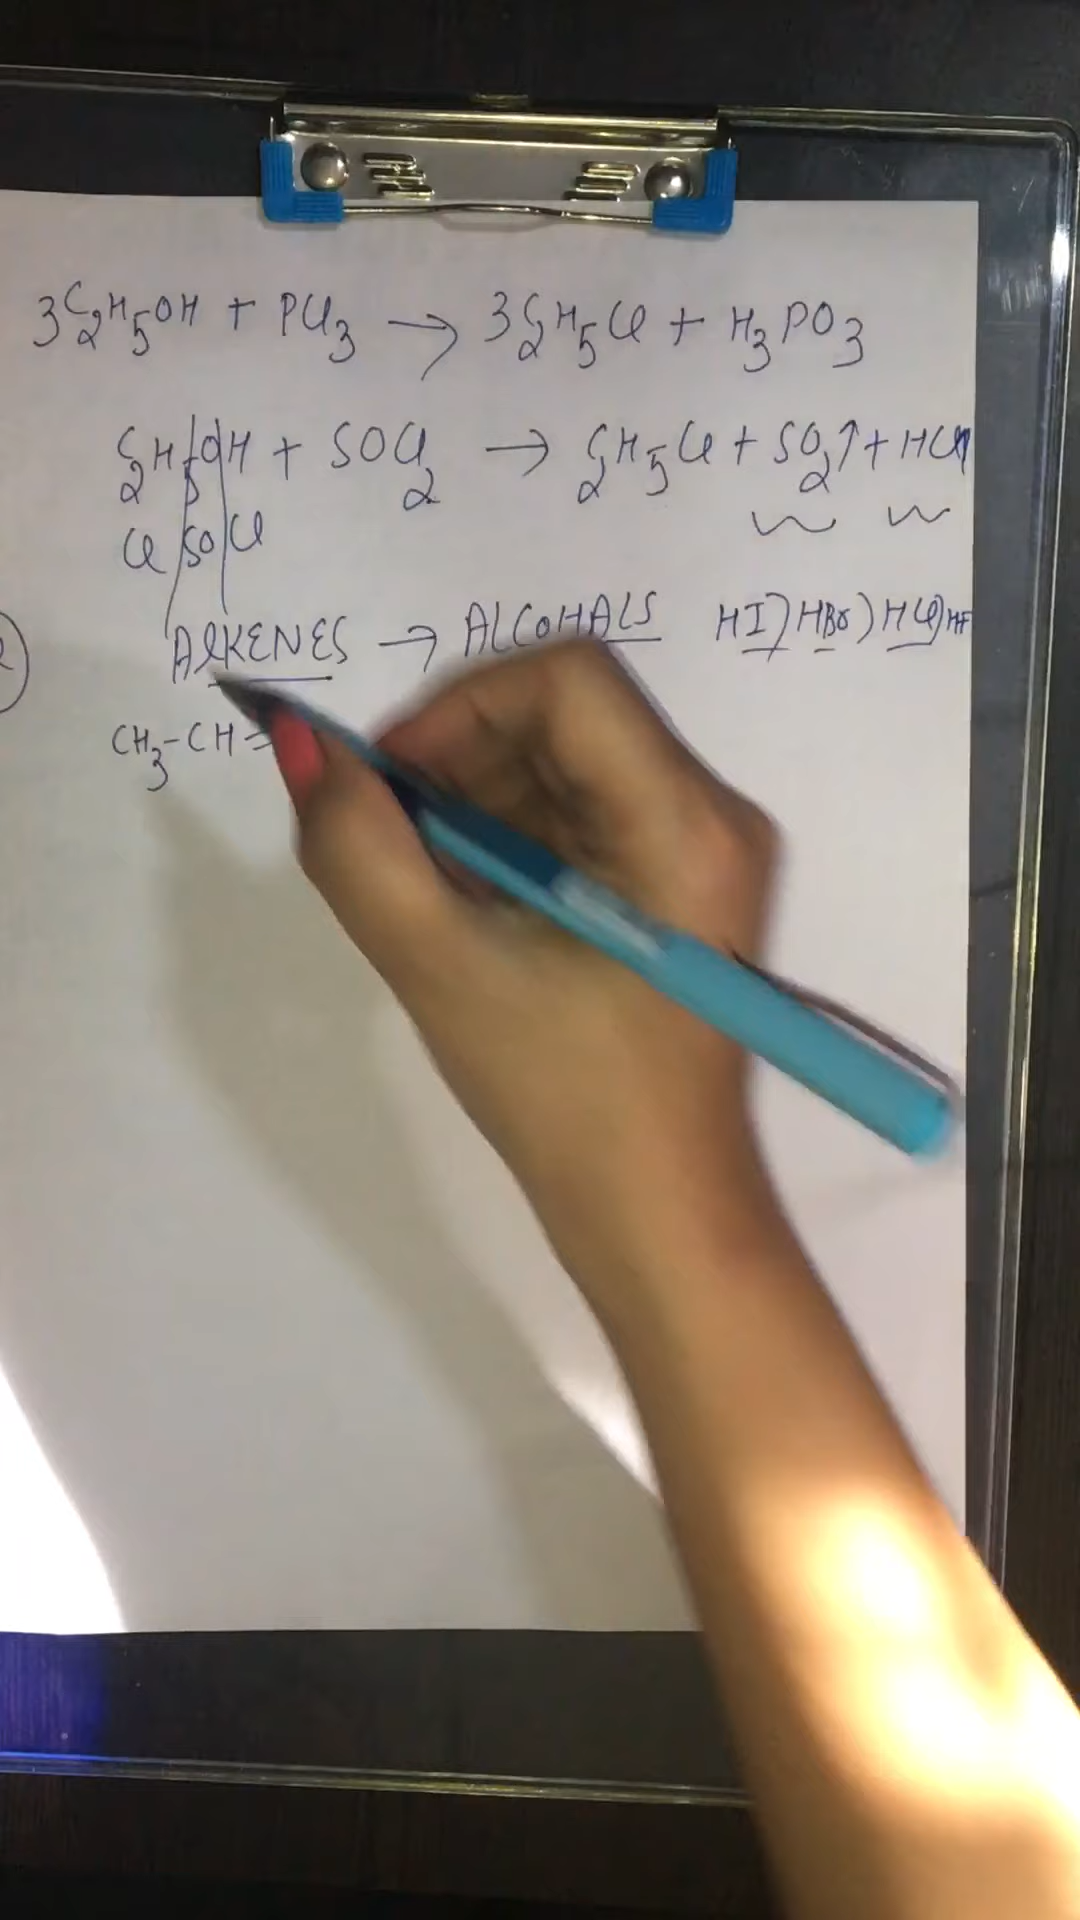 3C₂H₅OH + PCl₃ → 3C₂H₅Cl + H₃PO₃
C₂H₅OH + SOCl₂ → C₂H₅Cl + SO₂↑ + HCl↑
Cl SO Cl
ALKENES → ALCOHALS HI > HBr > HCl > HF
CH₃-CH=